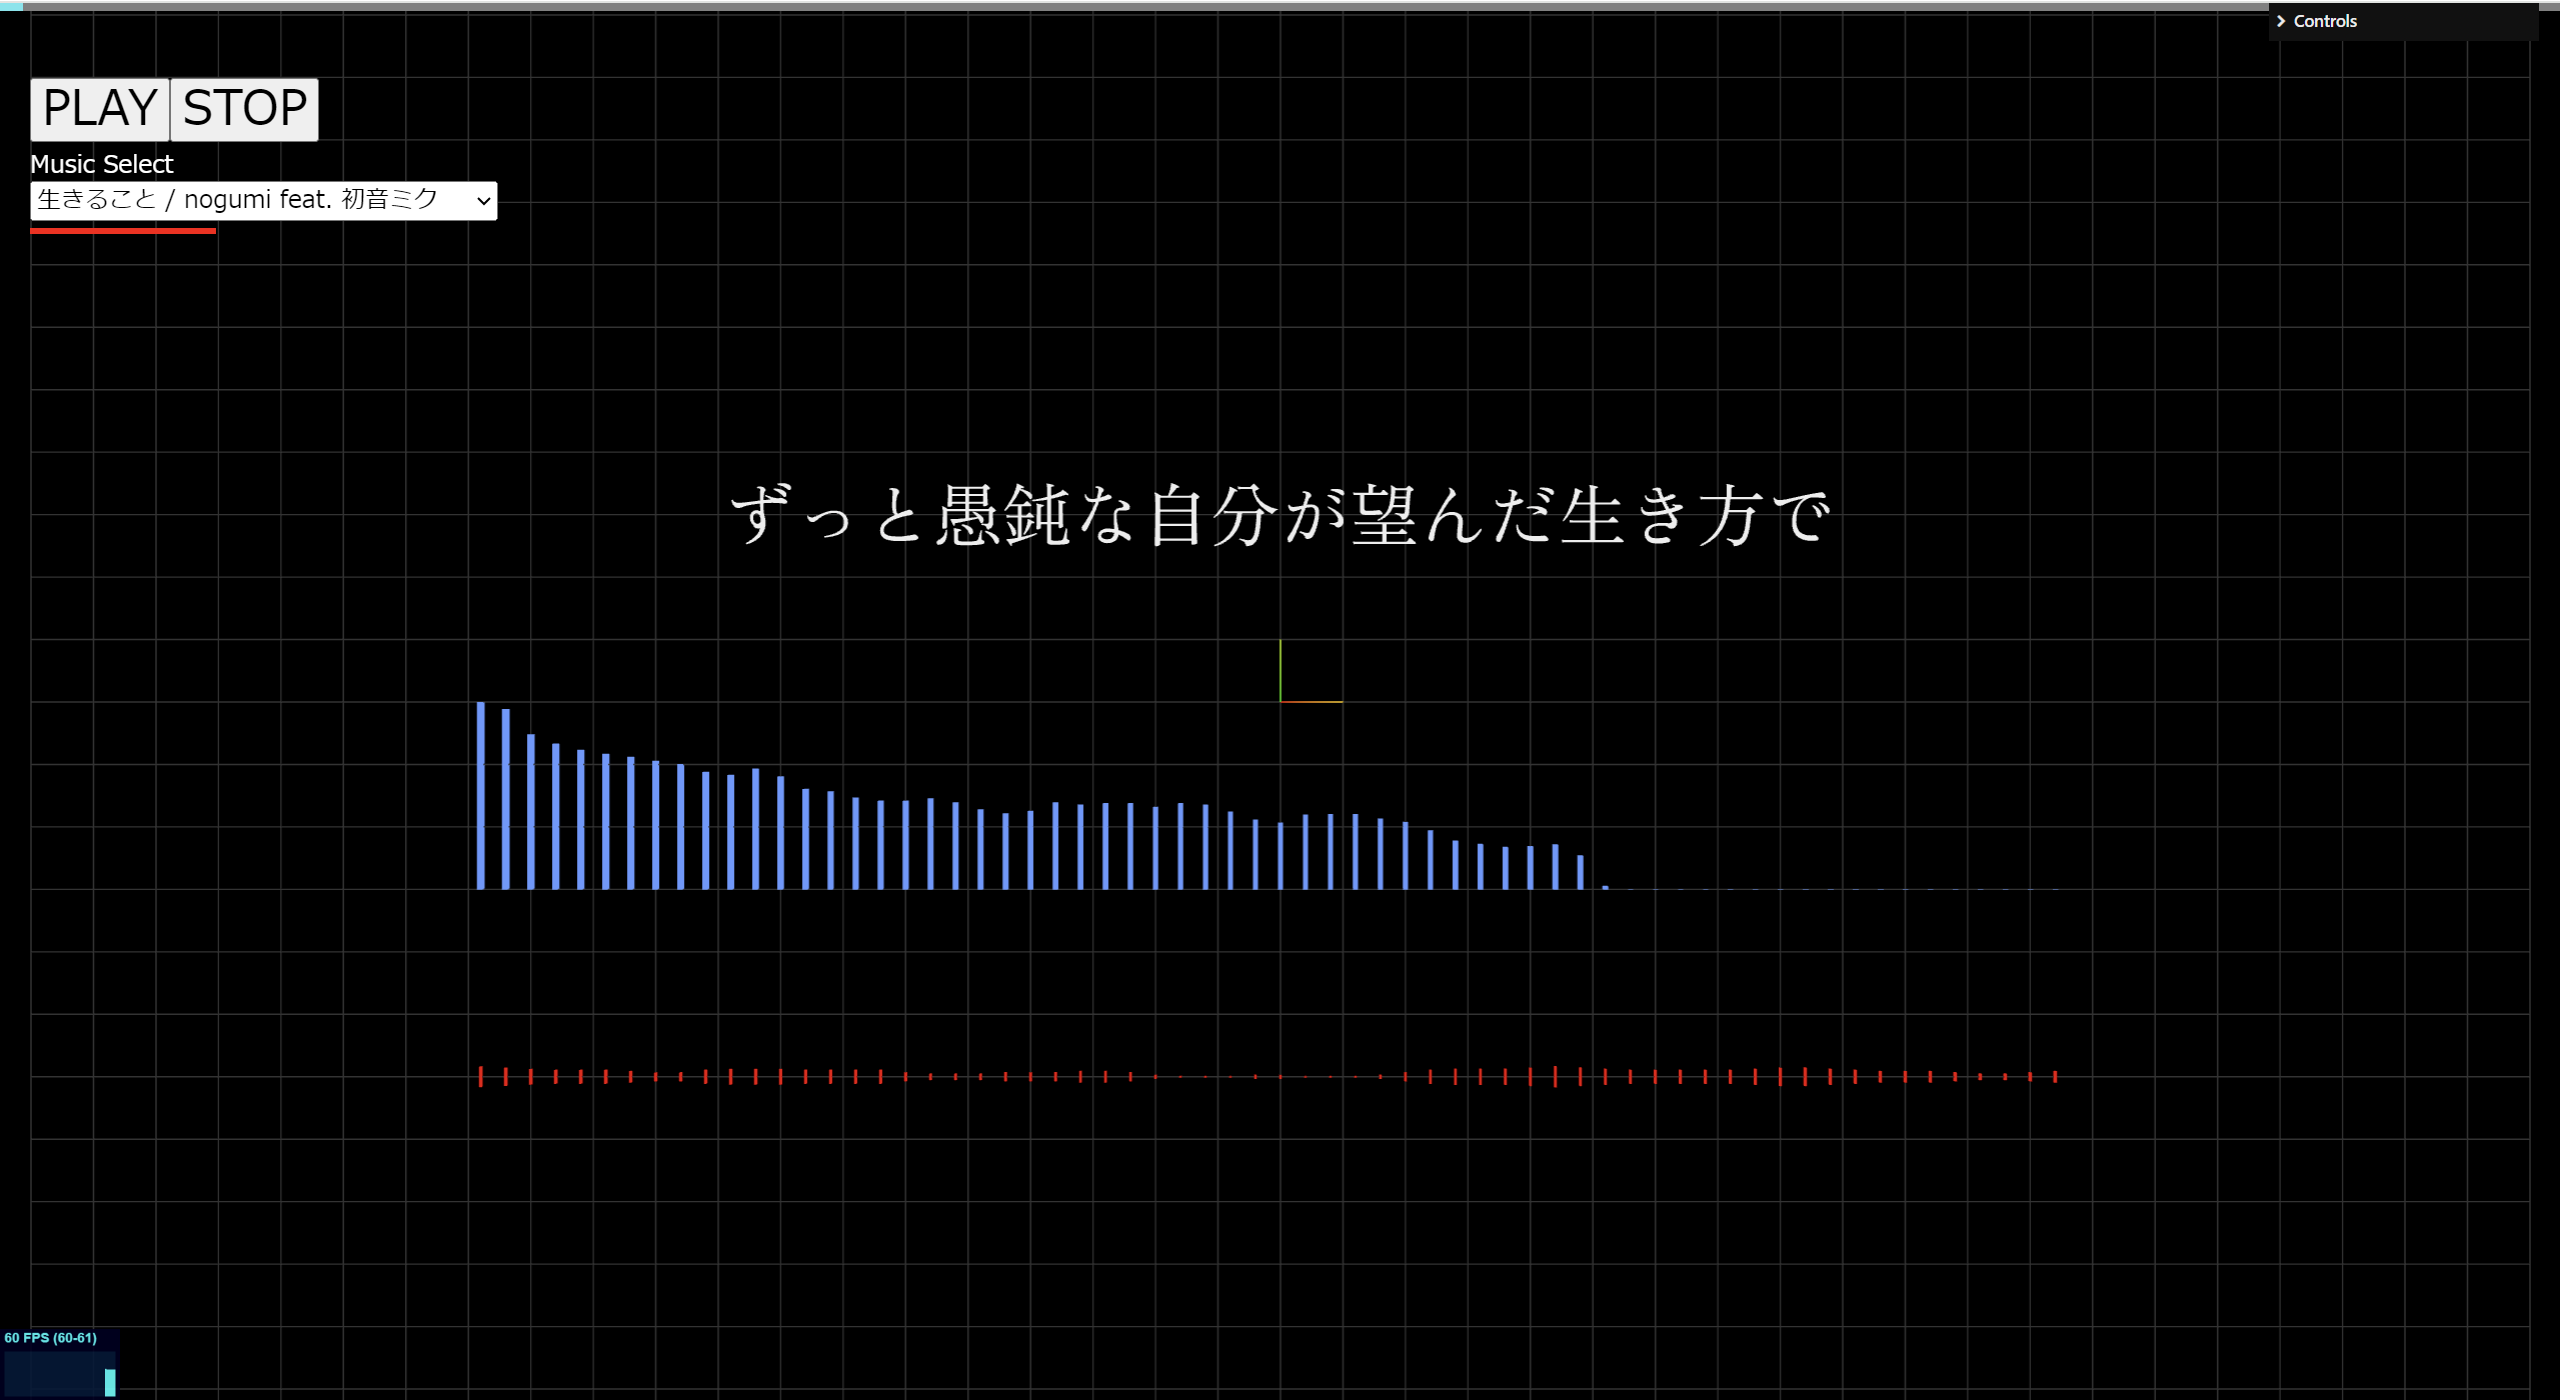 Controls
PLAY STOP
Music Select
生きること / nogumi feat. 初音ミク
ずっと愚鈍な自分が望んだ生き方で
60 FPS (60-61)